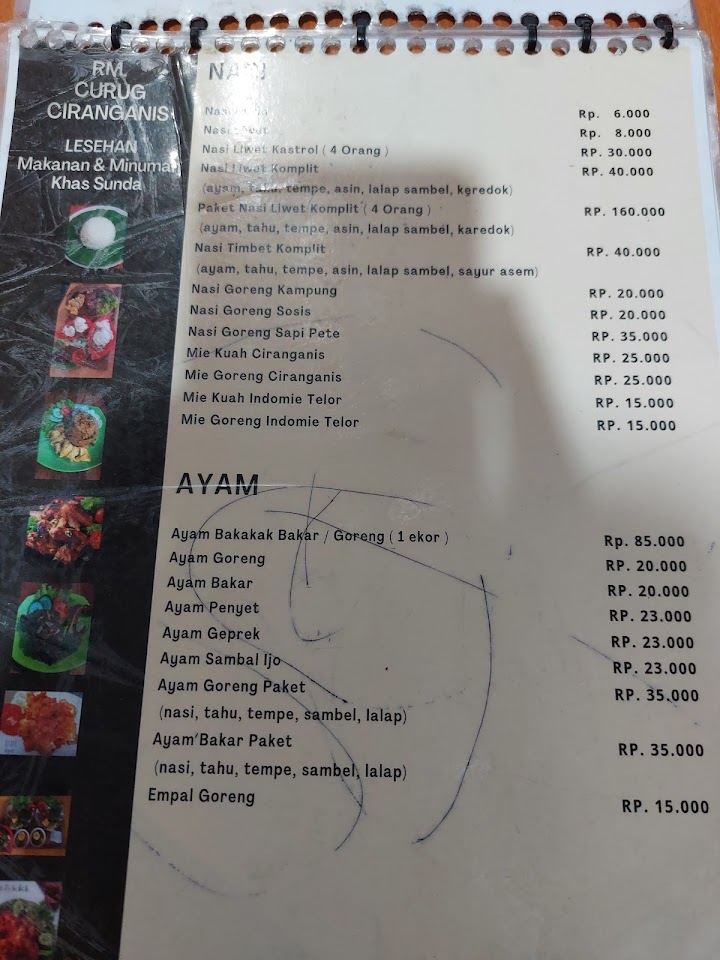 RM.
CURUG
CIRANGANIS
LESEHAN
Makanan & Minuman
Khas Sunda
NASI
Nasi Rp. 6.000
Nasi Rp. 8.000
Nasi Liwet Kastrol ( 4 Orang ) RP. 30.000
Nasi Liwet Komplit RP. 40.000
(ayam, tahu, tempe, asin, lalap sambel, keredok)
Paket Nasi Liwet Komplit ( 4 Orang ) RP. 160.000
(ayam, tahu, tempe, asin, lalap sambel, karedok)
Nasi Timbet Komplit RP. 40.000
(ayam, tahu, tempe, asin, lalap sambel, sayur asem)
Nasi Goreng Kampung RP. 20.000
Nasi Goreng Sosis RP. 20.000
Nasi Goreng Sapi Pete RP. 35.000
Mie Kuah Ciranganis RP. 25.000
Mie Goreng Ciranganis RP. 25.000
Mie Kuah Indomie Telor RP. 15.000
Mie Goreng Indomie Telor RP. 15.000
AYAM
Ayam Bakakak Bakar / Goreng ( 1 ekor ) Rp. 85.000
Ayam Goreng RP. 20.000
Ayam Bakar RP. 20.000
Ayam Penyet RP. 23.000
Ayam Geprek RP. 23.000
Ayam Sambal Ijo RP. 23.000
Ayam Goreng Paket RP. 35.000
(nasi, tahu, tempe, sambel, lalap)
Ayam Bakar Paket RP. 35.000
(nasi, tahu, tempe, sambel, lalap)
Empal Goreng RP. 15.000